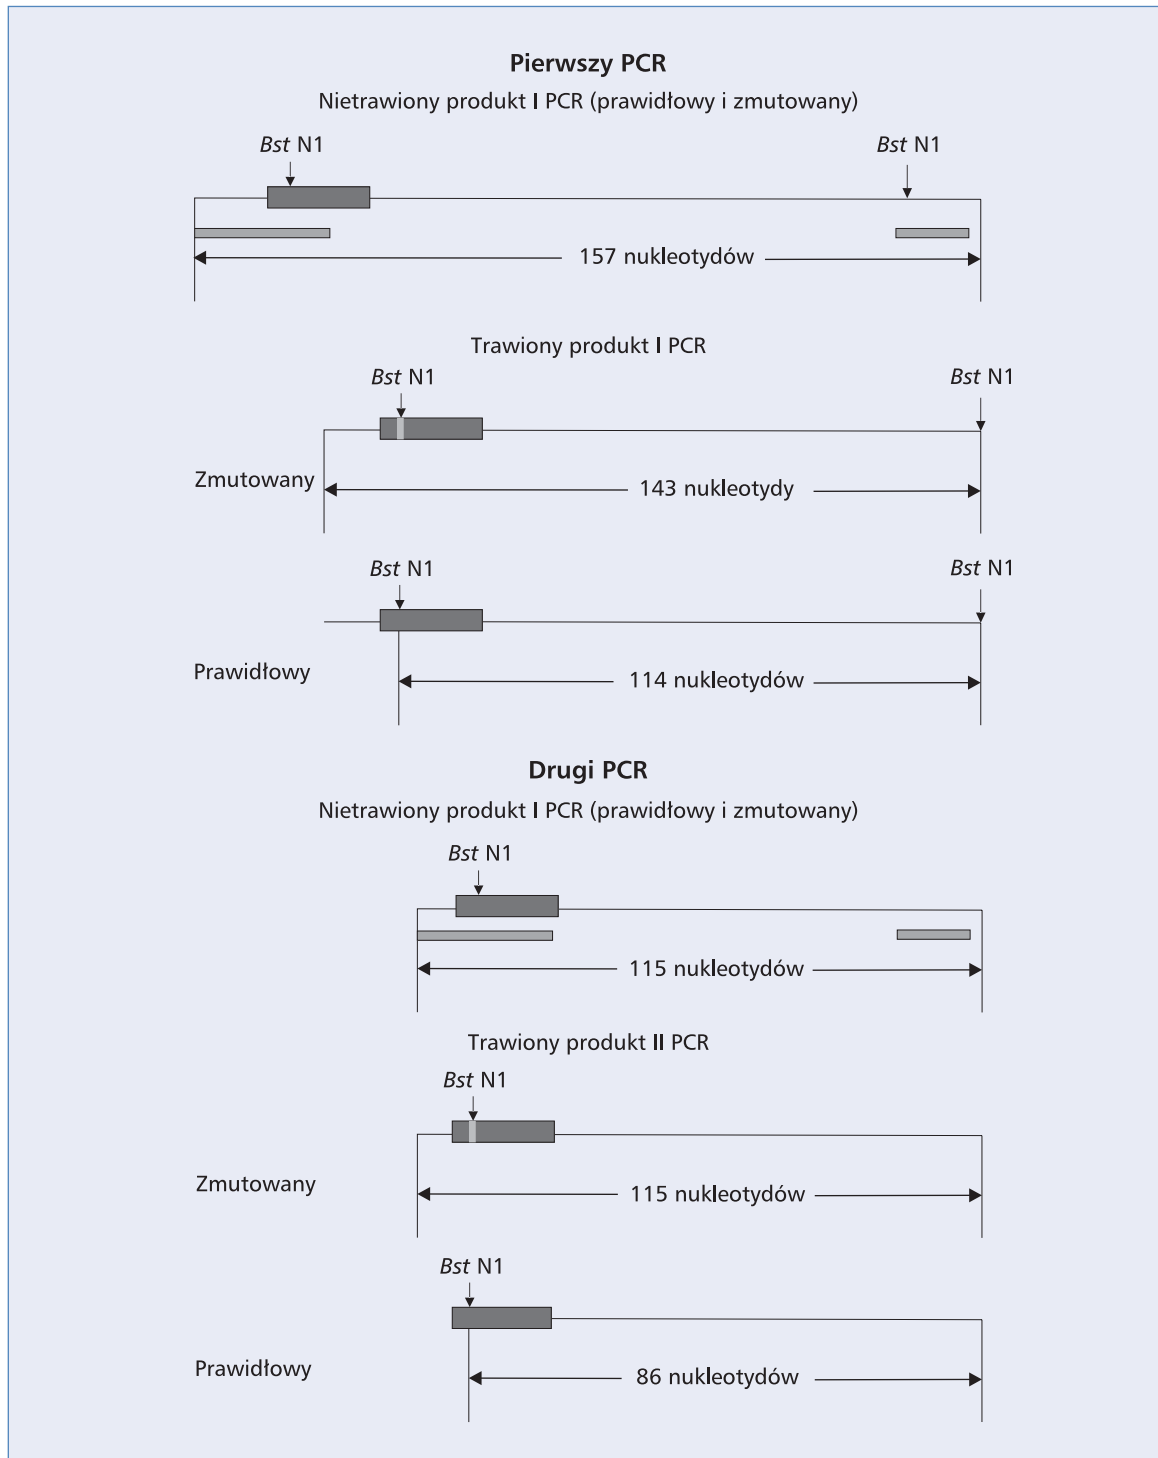 Pierwszy PCR
Nietrawiony produkt I PCR (prawidłowy i zmutowany)
Bst N1 Bst N1
157 nukleotydów
Trawiony produkt I PCR
Bst N1 Bst N1
Zmutowany
143 nukleotydy
Bst N1 Bst N1
Prawidłowy
114 nukleotydów
Drugi PCR
Nietrawiony produkt I PCR (prawidłowy i zmutowany)
Bst N1
115 nukleotydów
Trawiony produkt II PCR
Bst N1
Zmutowany
115 nukleotydów
Bst N1
Prawidłowy
86 nukleotydów